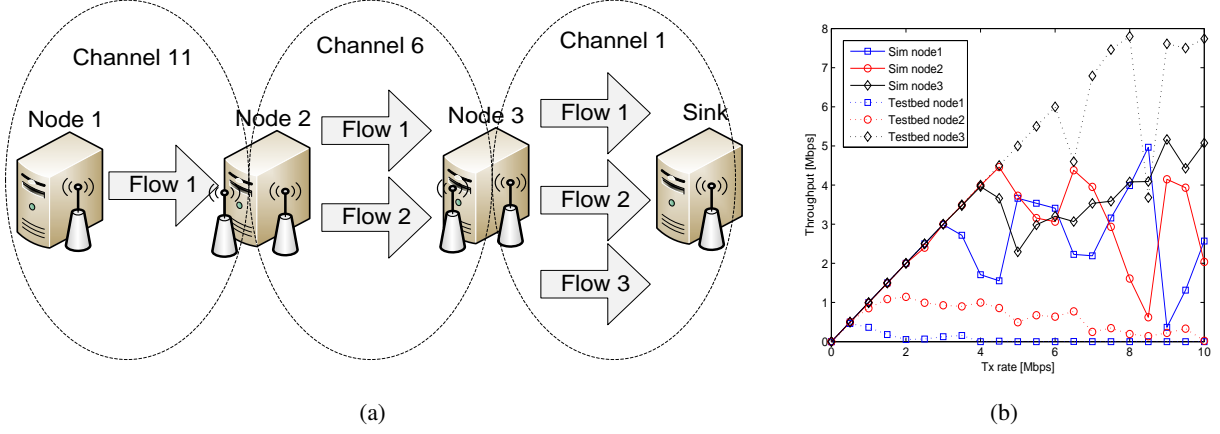 Channel 11
Channel 6
Channel 1
Node 1
Node 2
Node 3
Sink
Flow 1
Flow 1
Flow 2
Flow 1
Flow 2
Flow 3
(a)
Throughput [Mbps]
8
7
6
5
4
3
2
1
0
Sim node1
Sim node2
Sim node3
Testbed node1
Testbed node2
Testbed node3
0 2 4 6 8 10
Tx rate [Mbps]
(b)